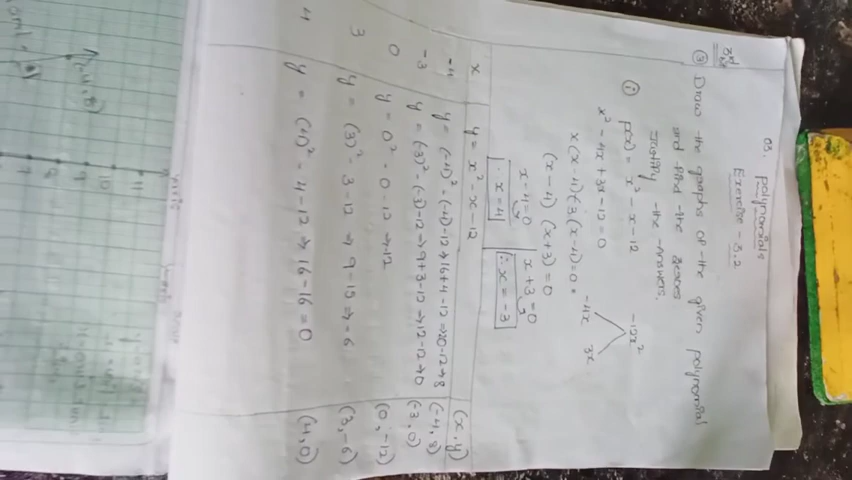 03. polynomials
Exercise - 3.2
③ Draw the graphs of the given polynomial
and find the zeroes
justify the answers.
① p(x) = x² - x - 12
-12x²
-4x 3x
x² - 4x + 3x - 12 = 0
x(x-4)+3(x-4)=0.
(x-4) (x+3) = 0
x-4=0 x+3=0
∴ x=4 ∴ x = -3
x y = x² - x - 12 (x,y)
-4 y = (-4)² - (-4) - 12 ⇒ 16+4-12 ⇒ 20-12 ⇒ 8 (-4,8)
-3 y = (-3)² - (-3) - 12 ⇒ 9+3-12 ⇒ 12-12 ⇒ 0 (3,0)
0 y = 0² - 0 - 12 ⇒ -12 (0,-12)
3 y = (3)² - 3 - 12 ⇒ 9 - 15 ⇒ -6 (3,-6)
4 y = (4)² - 4 - 12 ⇒ 16 - 16 = 0 (4,0)
(-4,8)
11
10
9
8
7